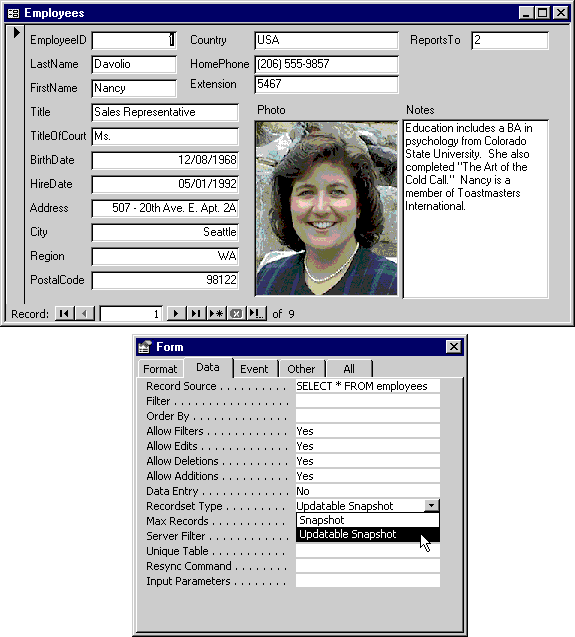 Employees
EmployeeID 1 Country USA ReportsTo 2
LastName Davolio HomePhone (206) 555-9857
FirstName Nancy Extension 5467
Title Sales Representative Photo Notes
TitleOfCourt Ms.
BirthDate 12/08/1968
HireDate 05/01/1992
Address 507 - 20th Ave. E. Apt. 2A
City Seattle
Region WA
PostalCode 98122
Education includes a BA in
psychology from Colorado
State University. She also
completed "The Art of the
Cold Call." Nancy is a
member of Toastmasters
International.
Record: 1 of 9
Form
Format Data Event Other All
Record Source . . . . . . . . . . SELECT * FROM employees
Filter . . . . . . . . . . . . . . . . . .
Order By . . . . . . . . . . . . . . .
Allow Filters . . . . . . . . . . . . Yes
Allow Edits . . . . . . . . . . . . . Yes
Allow Deletions . . . . . . . . . . Yes
Allow Additions . . . . . . . . . . Yes
Data Entry . . . . . . . . . . . . . No
Recordset Type . . . . . . . . . Updatable Snapshot
Max Records . . . . . . . . . . . Snapshot
Server Filter . . . . . . . . . . . Updatable Snapshot
Unique Table . . . . . . . . . . .
Resync Command . . . . . . . .
Input Parameters . . . . . . . .